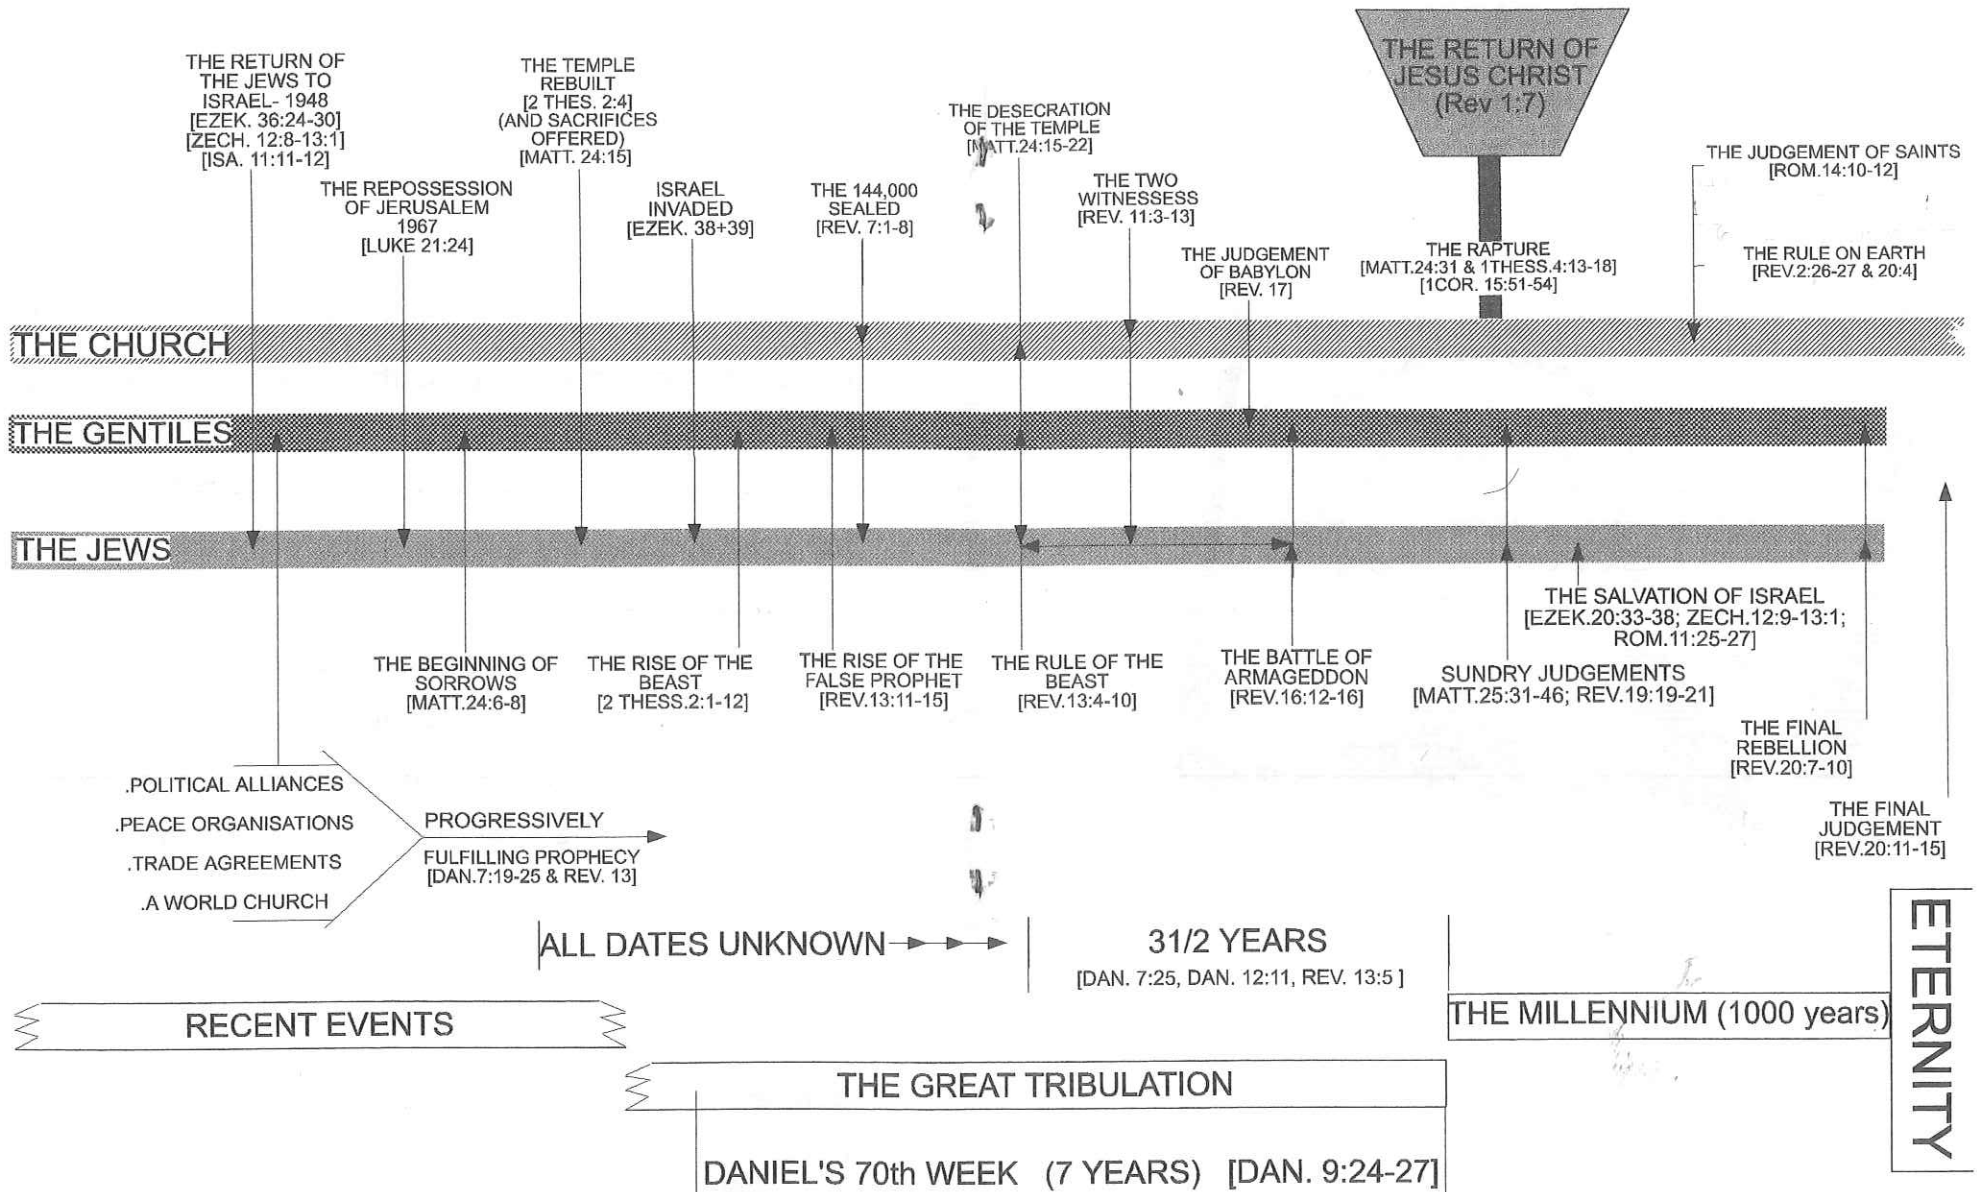 THE RETURN OF
THE JEWS TO
ISRAEL- 1948
[EZEK. 36:24-30]
[ZECH. 12:8-13:1]
[ISA. 11:11-12]
THE REPOSSESSION
OF JERUSALEM
1967
[LUKE 21:24]
THE TEMPLE
REBUILT
[2 THES. 2:4]
(AND SACRIFICES
OFFERED)
[MATT. 24:15]
ISRAEL
INVADED
[EZEK. 38+39]
THE 144,000
SEALED
[REV. 7:1-8]
THE DESECRATION
OF THE TEMPLE
[MATT.24:15-22]
THE TWO
WITNESSESS
[REV. 11:3-13]
THE JUDGEMENT
OF BABYLON
[REV. 17]
THE RETURN OF
JESUS CHRIST
(Rev 1:7)
THE RAPTURE
[MATT.24:31 & 1THESS.4:13-18]
[1COR. 15:51-54]
THE JUDGEMENT OF SAINTS
[ROM.14:10-12]
THE RULE ON EARTH
[REV.2:26-27 & 20:4]
THE CHURCH
THE GENTILES
THE JEWS
THE BEGINNING OF
SORROWS
[MATT.24:6-8]
THE RISE OF THE
BEAST
[2 THESS.2:1-12]
THE RISE OF THE
FALSE PROPHET
[REV.13:11-15]
THE RULE OF THE
BEAST
[REV.13:4-10]
THE BATTLE OF
ARMAGEDDON
[REV.16:12-16]
THE SALVATION OF ISRAEL
[EZEK.20:33-38; ZECH.12:9-13:1;
ROM.11:25-27]
SUNDRY JUDGEMENTS
[MATT.25:31-46; REV.19:19-21]
THE FINAL
REBELLION
[REV.20:7-10]
THE FINAL
JUDGEMENT
[REV.20:11-15]
.POLITICAL ALLIANCES
.PEACE ORGANISATIONS
.TRADE AGREEMENTS
.A WORLD CHURCH
PROGRESSIVELY
FULFILLING PROPHECY
[DAN.7:19-25 & REV. 13]
ALL DATES UNKNOWN
31/2 YEARS
[DAN. 7:25, DAN. 12:11, REV. 13:5 ]
RECENT EVENTS
THE MILLENNIUM (1000 years)
ETERNITY
THE GREAT TRIBULATION
DANIEL'S 70th WEEK (7 YEARS) [DAN. 9:24-27]